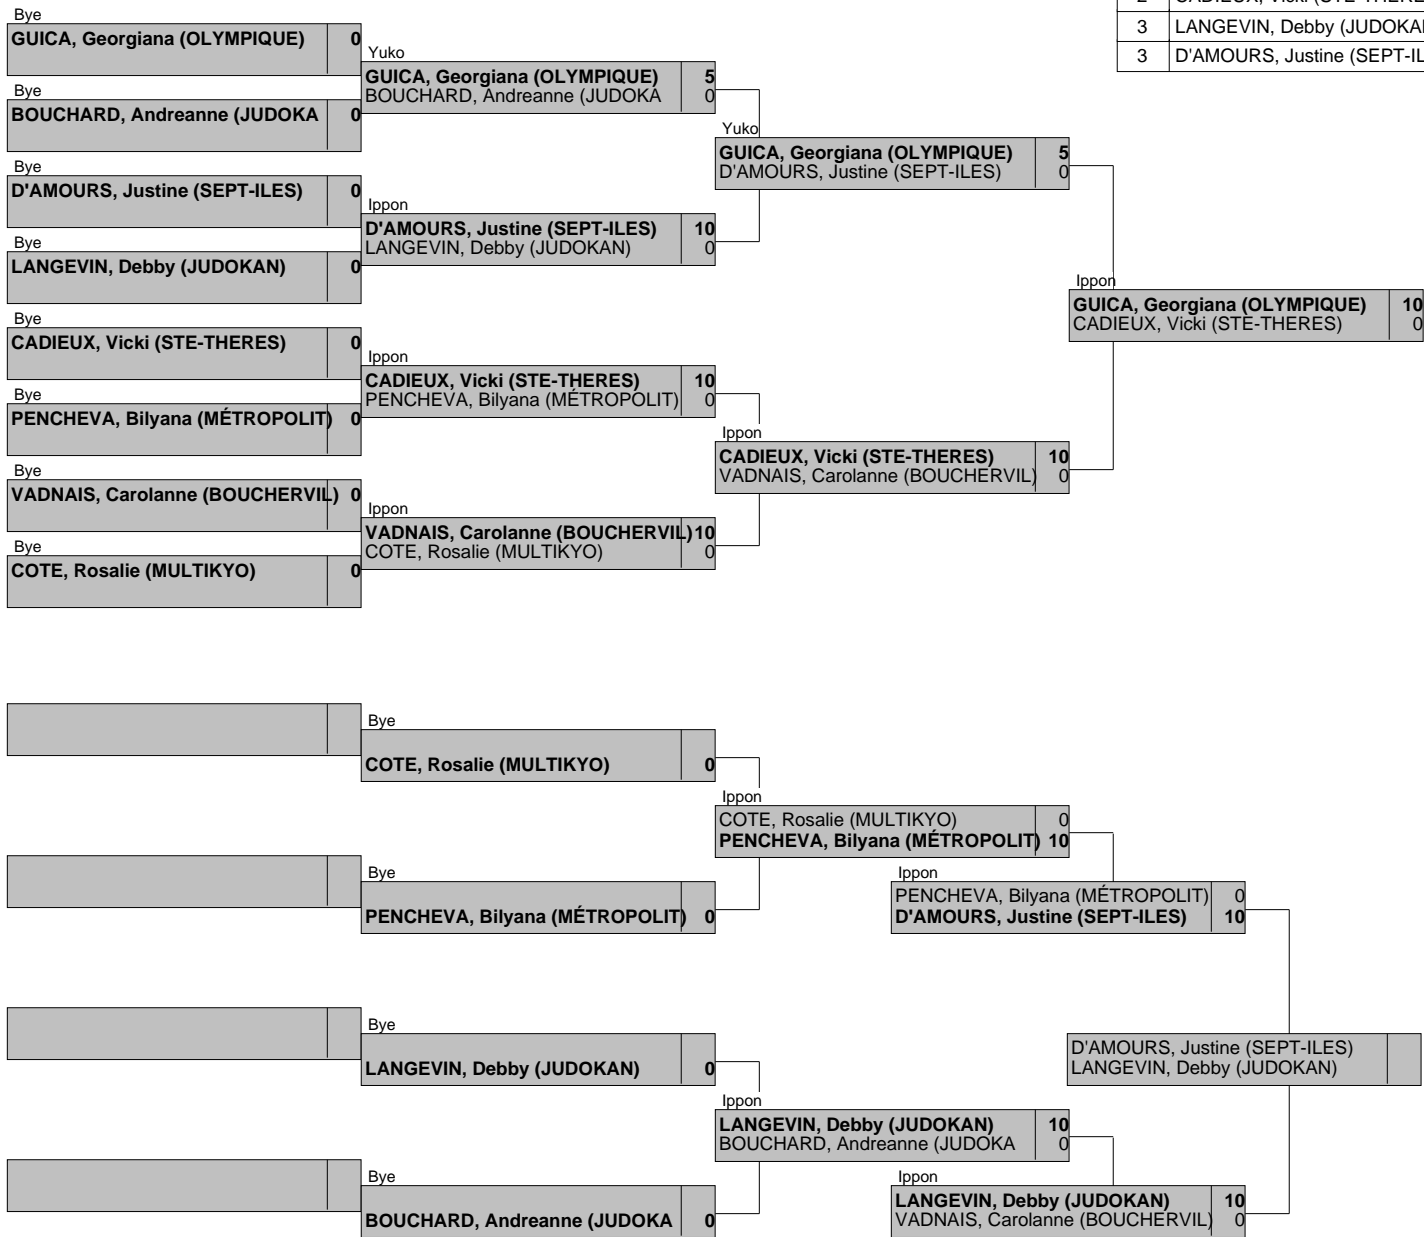 2 CADIEUX, Vicki (STE-THERE
3 LANGEVIN, Debby (JUDOKA
3 D'AMOURS, Justine (SEPT-IL
Bye
GUICA, Georgiana (OLYMPIQUE) 0
Bye
BOUCHARD, Andreanne (JUDOKA 0
Bye
D'AMOURS, Justine (SEPT-ILES) 0
Bye
LANGEVIN, Debby (JUDOKAN) 0
Bye
CADIEUX, Vicki (STE-THERES) 0
Bye
PENCHEVA, Bilyana (MÉTROPOLIT) 0
Bye
VADNAIS, Carolanne (BOUCHERVIL) 0
Bye
COTE, Rosalie (MULTIKYO) 0
Yuko
GUICA, Georgiana (OLYMPIQUE) 5
BOUCHARD, Andreanne (JUDOKA 0
Ippon
D'AMOURS, Justine (SEPT-ILES) 10
LANGEVIN, Debby (JUDOKAN) 0
Ippon
CADIEUX, Vicki (STE-THERES) 10
PENCHEVA, Bilyana (MÉTROPOLIT) 0
Ippon
VADNAIS, Carolanne (BOUCHERVIL) 10
COTE, Rosalie (MULTIKYO) 0
Yuko
GUICA, Georgiana (OLYMPIQUE) 5
D'AMOURS, Justine (SEPT-ILES) 0
Ippon
CADIEUX, Vicki (STE-THERES) 10
VADNAIS, Carolanne (BOUCHERVIL) 0
Ippon
GUICA, Georgiana (OLYMPIQUE) 10
CADIEUX, Vicki (STE-THERES) 0
Bye
COTE, Rosalie (MULTIKYO) 0
Bye
PENCHEVA, Bilyana (MÉTROPOLIT) 0
Bye
LANGEVIN, Debby (JUDOKAN) 0
Bye
BOUCHARD, Andreanne (JUDOKA 0
Ippon
COTE, Rosalie (MULTIKYO) 0
PENCHEVA, Bilyana (MÉTROPOLIT) 10
Ippon
LANGEVIN, Debby (JUDOKAN) 10
BOUCHARD, Andreanne (JUDOKA 0
Ippon
PENCHEVA, Bilyana (MÉTROPOLIT) 0
D'AMOURS, Justine (SEPT-ILES) 10
Ippon
LANGEVIN, Debby (JUDOKAN) 10
VADNAIS, Carolanne (BOUCHERVIL) 0
D'AMOURS, Justine (SEPT-ILES)
LANGEVIN, Debby (JUDOKAN)